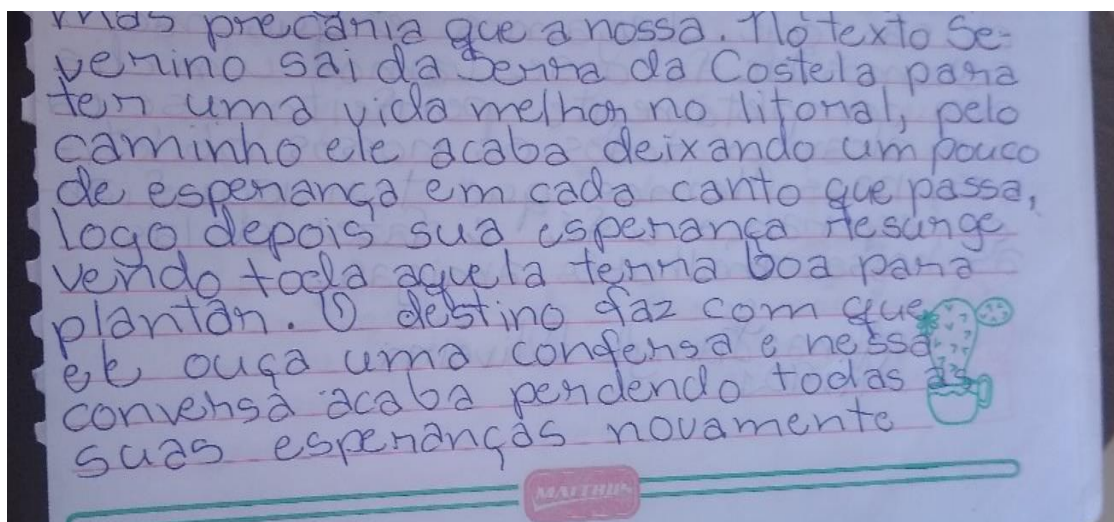 mas precária que a nossa. No texto Se-
verino sai da Serra da Costela para
ter uma vida melhor no litoral, pelo
caminho ele acaba deixando um pouco
de esperança em cada canto que passa,
logo depois sua esperança resurge
vendo toda aquela terra boa para
plantar. O destino faz com que
ele ouça uma confersa e nessa
conversa acaba perdendo todas as
suas esperanças novamente